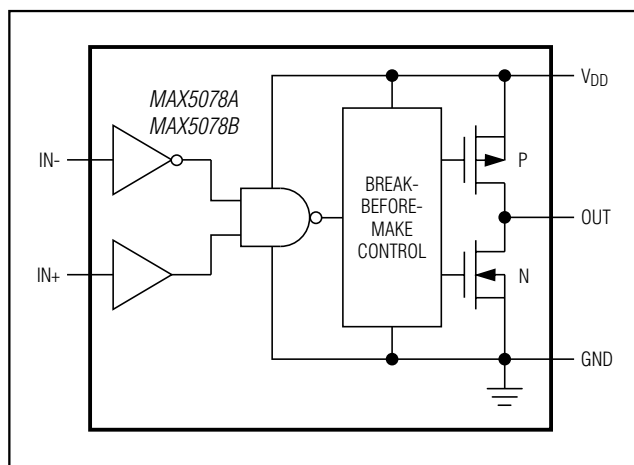 MAX5078A
MAX5078B
VDD
IN-
P
BREAK-
BEFORE-
MAKE
CONTROL
OUT
IN+
N
GND